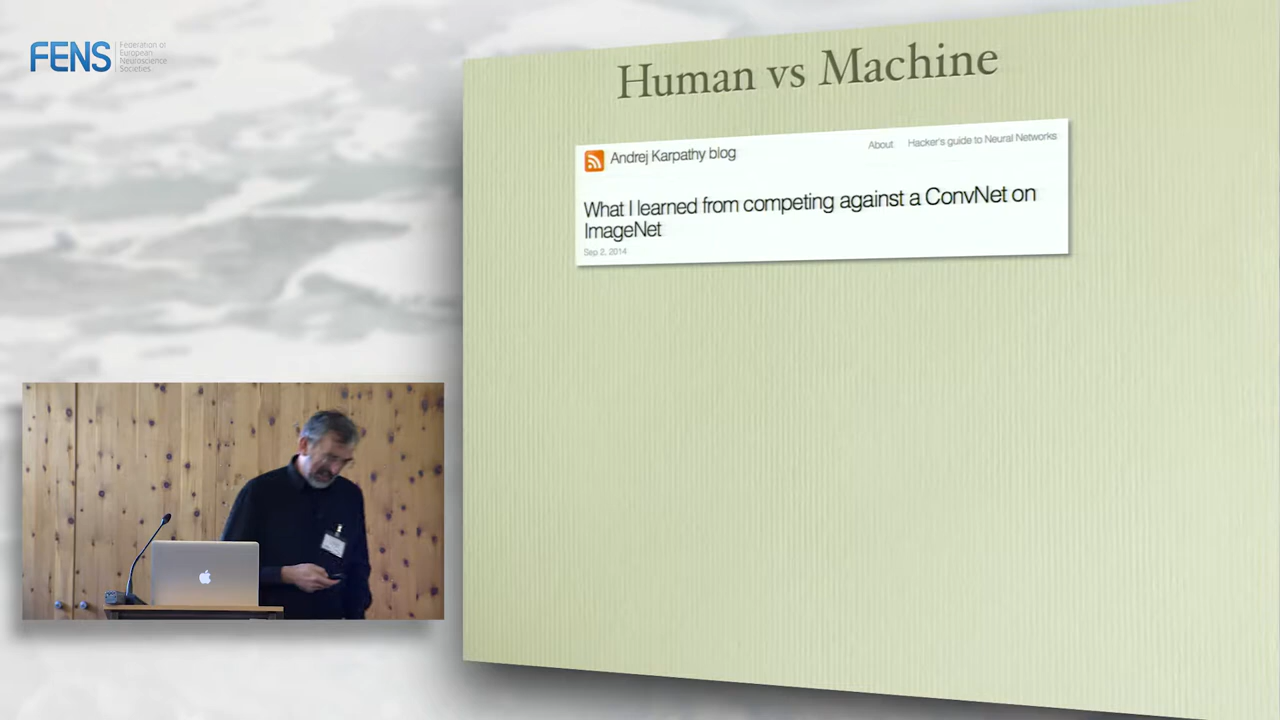 FENS
Federation of
European
Neuroscience
Societies
Human vs Machine
Andrej Karpathy blog
About Hacker's guide to Neural Networks
What I learned from competing against a ConvNet on
ImageNet
Sep 2, 2014